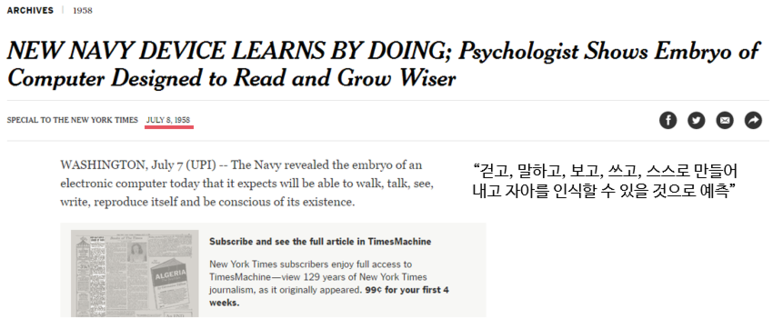 ARCHIVES | 1958
NEW NAVY DEVICE LEARNS BY DOING; Psychologist Shows Embryo of
Computer Designed to Read and Grow Wiser
SPECIAL TO THE NEW YORK TIMES JULY 8, 1958
WASHINGTON, July 7 (UPI) -- The Navy revealed the embryo of an
electronic computer today that it expects will be able to walk, talk, see,
write, reproduce itself and be conscious of its existence.
“걷고, 말하고, 보고, 쓰고, 스스로 만들어
내고 자아를 인식할 수 있을 것으로 예측”
Subscribe and see the full article in TimesMachine
New York Times subscribers enjoy full access to
TimesMachine—view 129 years of New York Times
journalism, as it originally appeared. 99¢ for your first 4
weeks.
ALGERIA